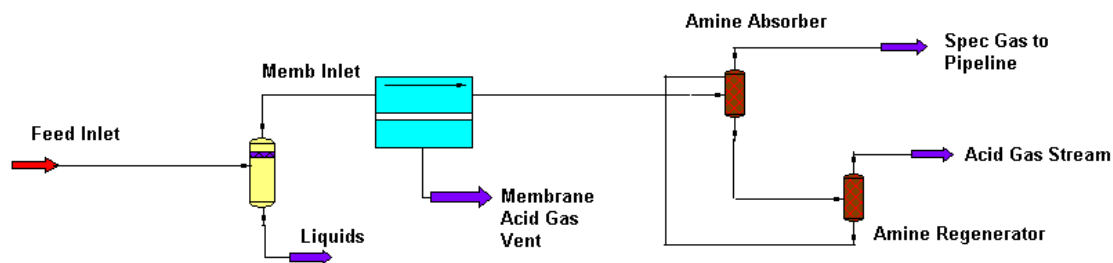 Amine Absorber
Spec Gas to
Pipeline
Memb Inlet
Feed Inlet
Acid Gas Stream
Membrane
Acid Gas
Vent
Liquids
Amine Regenerator